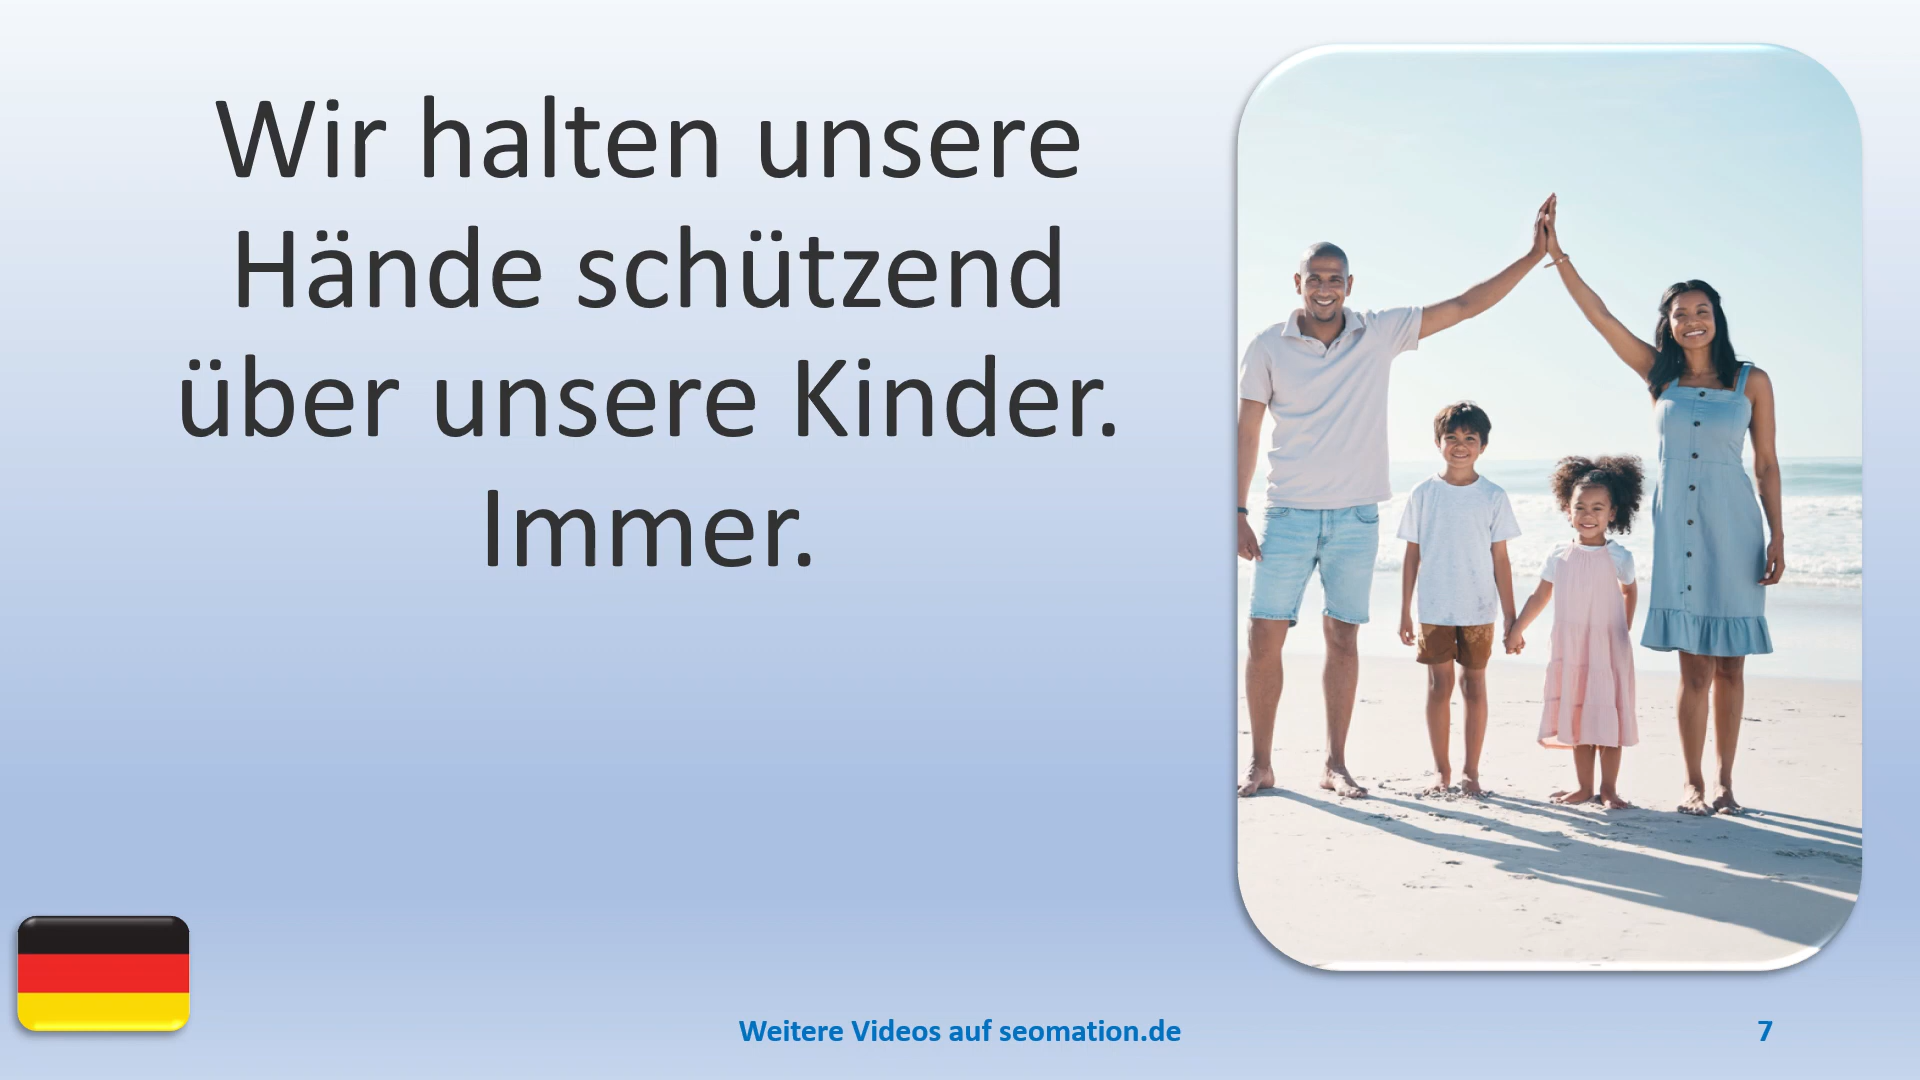 Wir halten unsere
Hände schützend
über unsere Kinder.
Immer.
Weitere Videos auf seomation.de
7